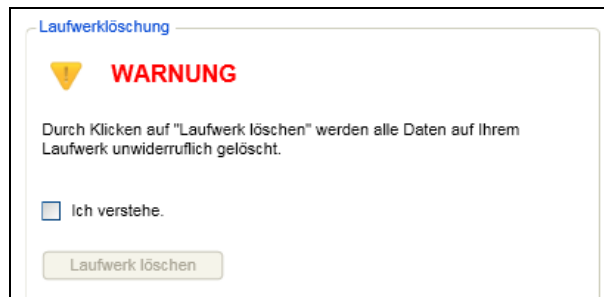 Laufwerklöschung
WARNUNG
Durch Klicken auf "Laufwerk löschen" werden alle Daten auf Ihrem
Laufwerk unwiderruflich gelöscht.
Ich verstehe.
Laufwerk löschen